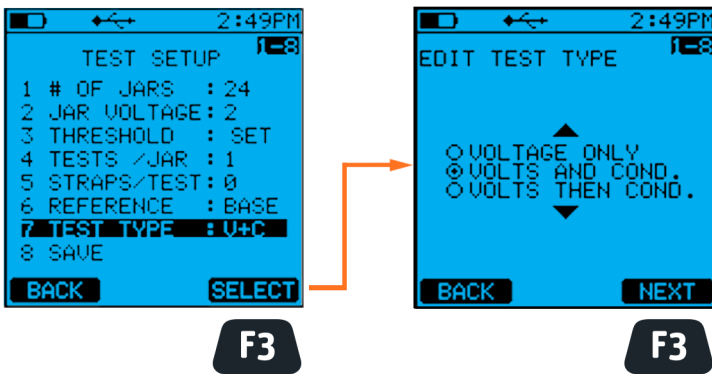 2:49PM
1-8
TEST SETUP
1 # OF JARS : 24
2 JAR VOLTAGE: 2
3 THRESHOLD : SET
4 TESTS /JAR : 1
5 STRAPS/TEST: 0
6 REFERENCE : BASE
7 TEST TYPE : V+C
8 SAVE
BACK SELECT
F3
2:49PM
1-8
EDIT TEST TYPE
VOLTAGE ONLY
VOLTS AND COND.
VOLTS THEN COND.
BACK NEXT
F3